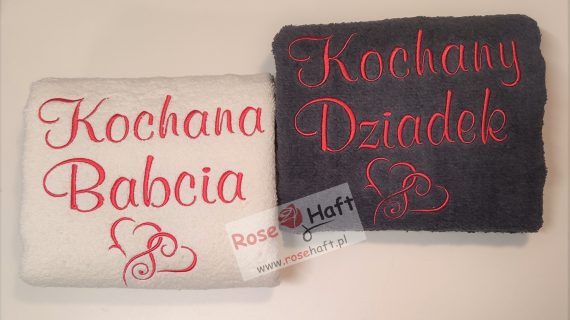 Kochana
Babcia
Kochany
Dziadek
Rose Haft
www.rosehaft.pl